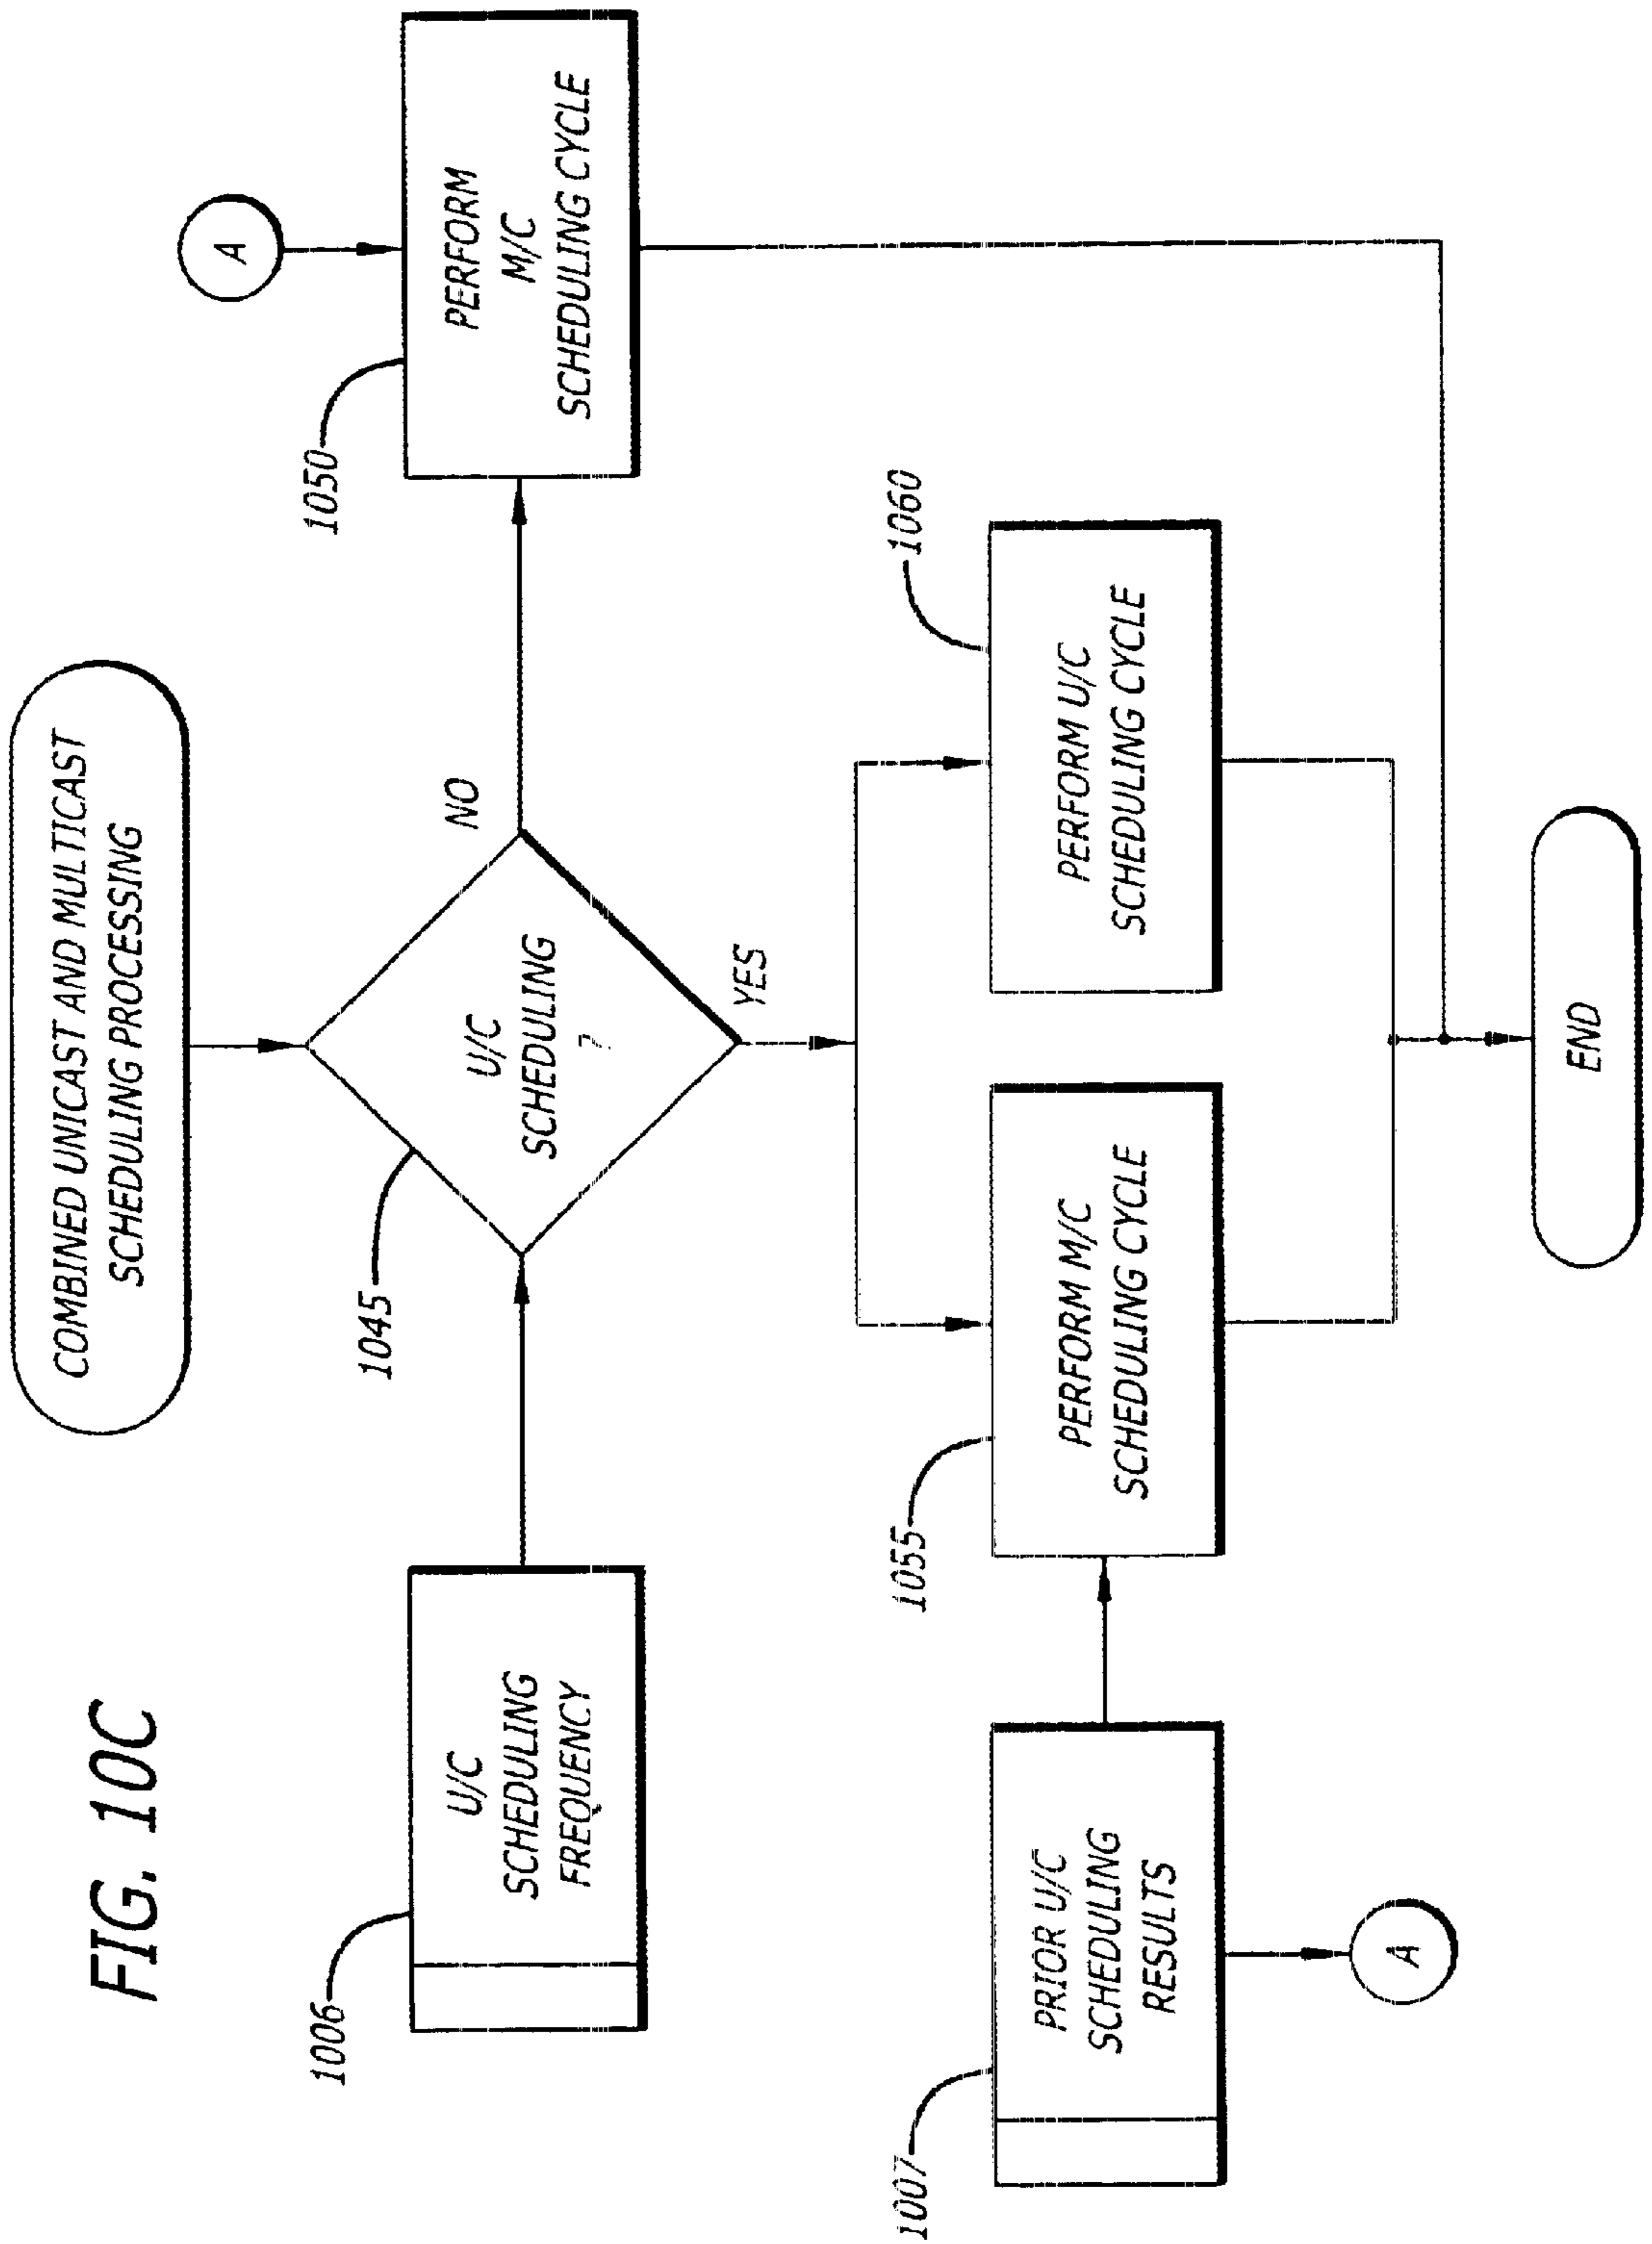 FIG. 10C
COMBINED UNICAST AND MULTICAST
SCHEDULING PROCESSING
1006
U/C
SCHEDULING
FREQUENCY
1045
U/C
SCHEDULING
?
NO
YES
A
1050
PERFORM
M/C
SCHEDULING CYCLE
1007
PRIOR U/C
SCHEDULING
RESULTS
1055
PERFORM M/C
SCHEDULING CYCLE
1060
PERFORM U/C
SCHEDULING CYCLE
A
END